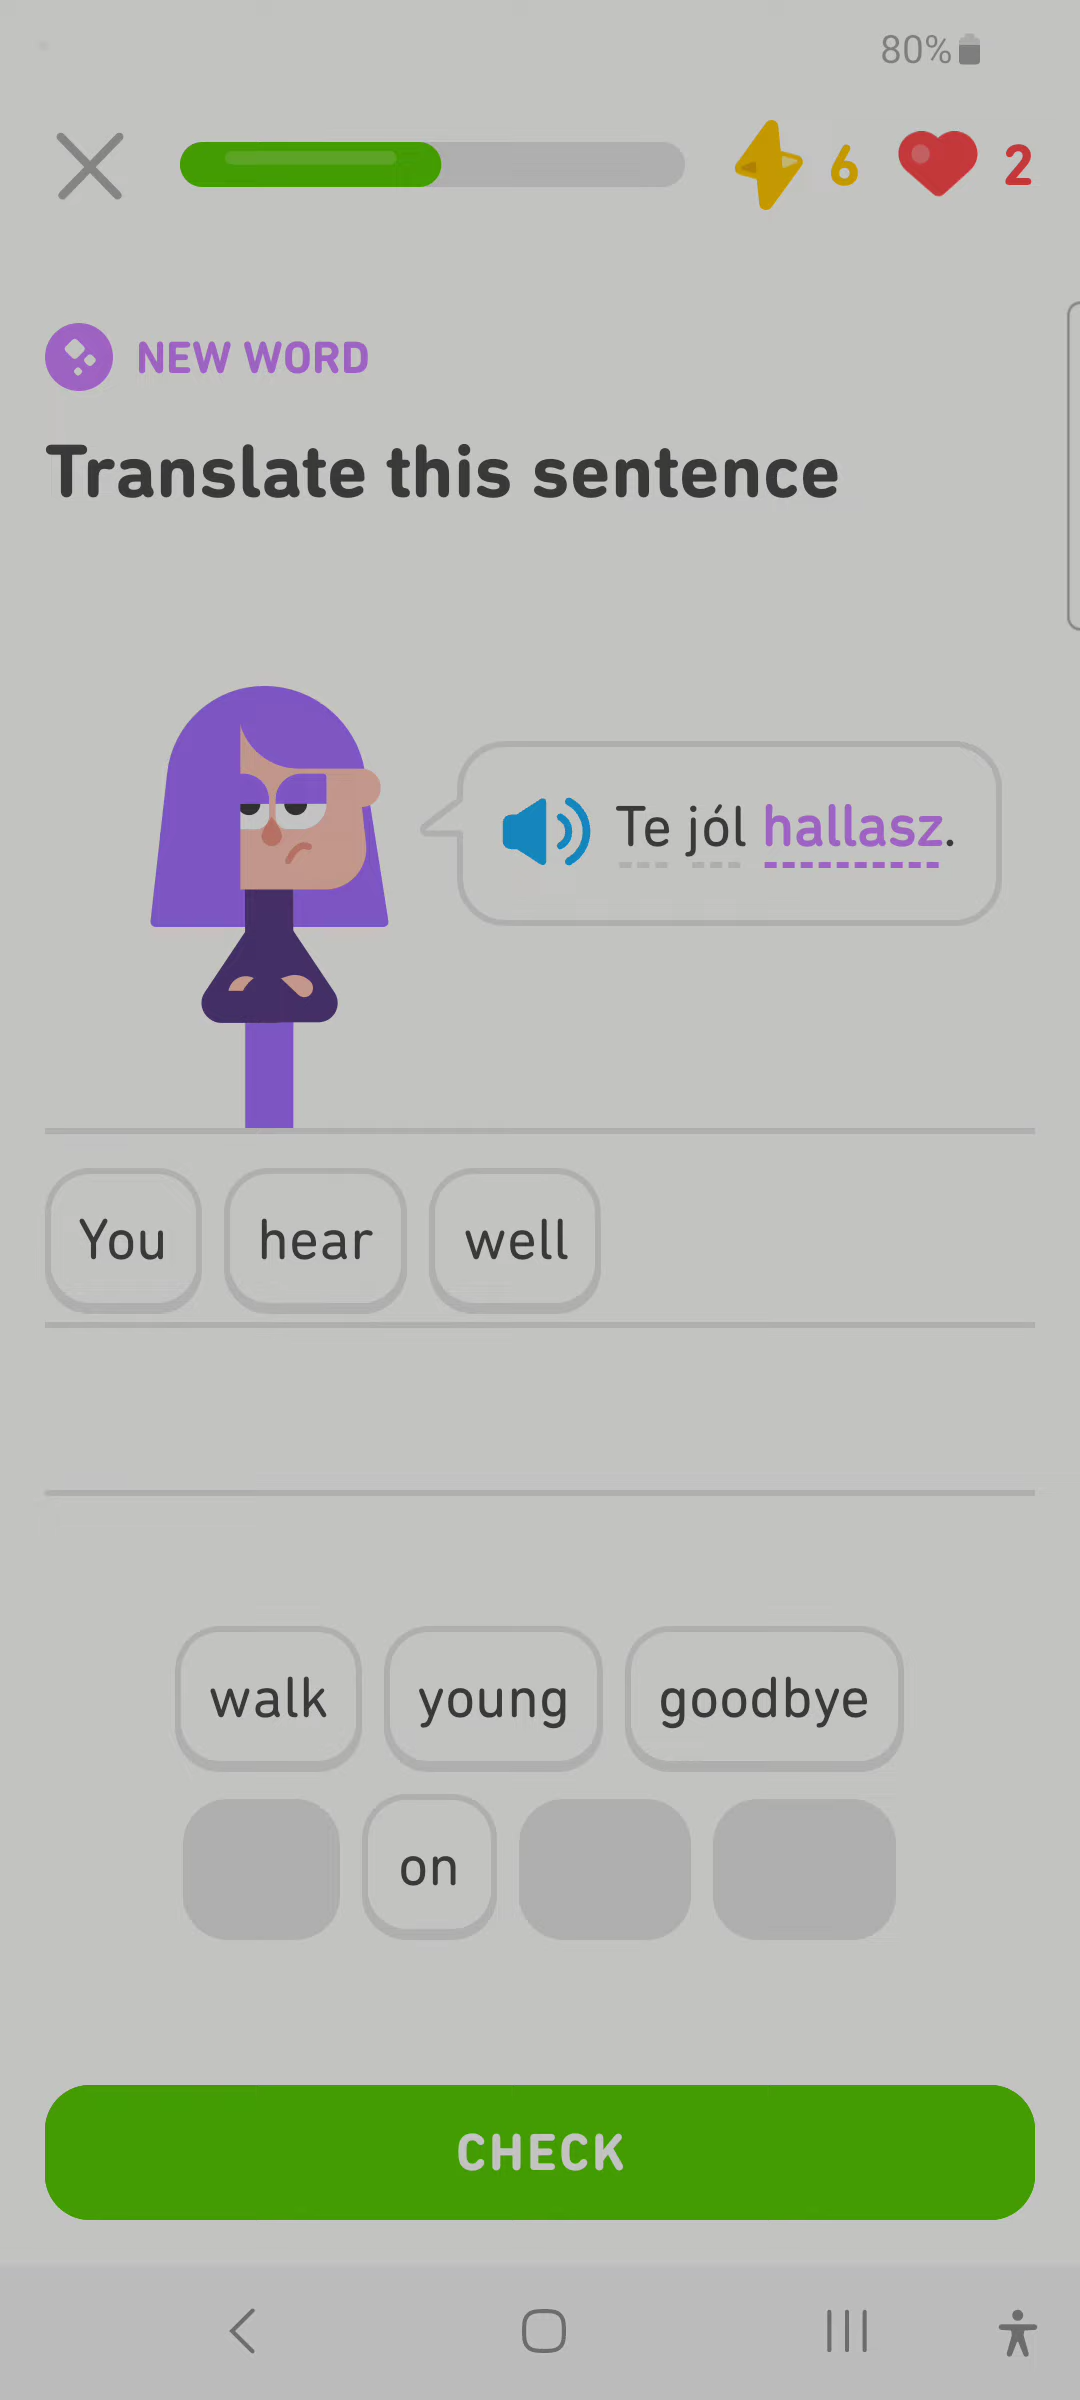 80%
6 2
NEW WORD
Translate this sentence
Te jól hallasz.
You hear well
walk young goodbye
on
CHECK